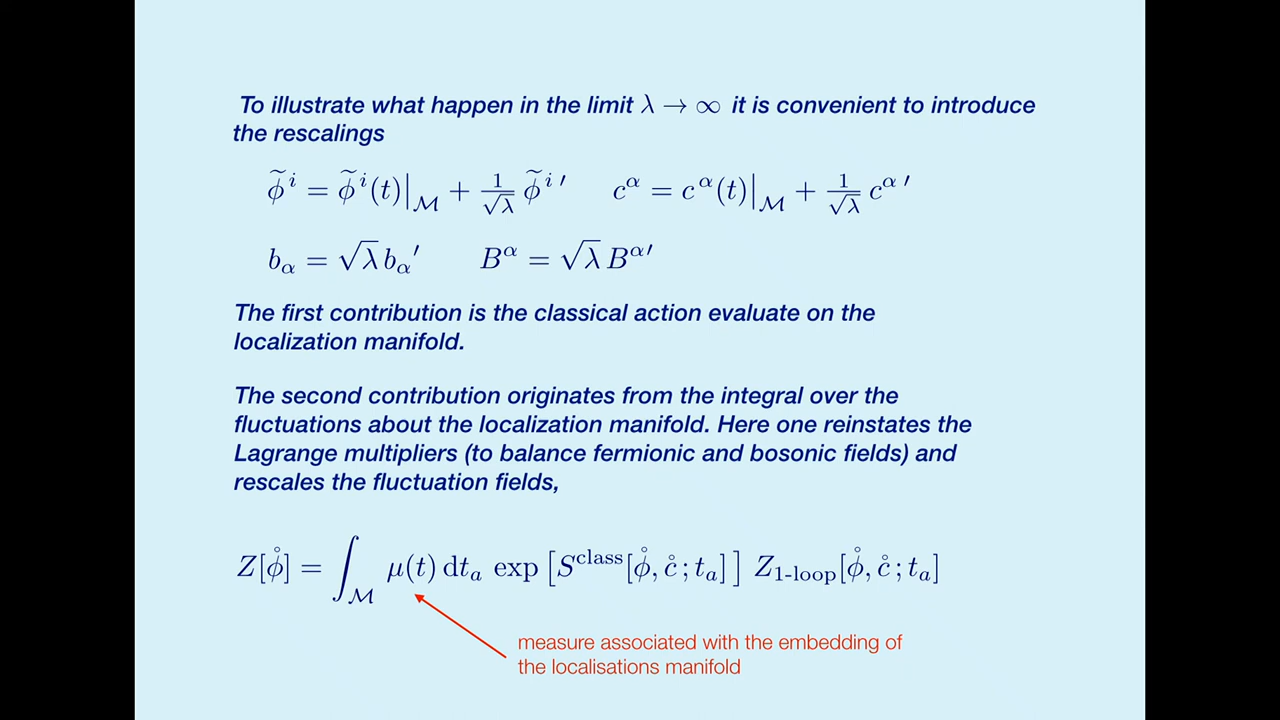 To illustrate what happen in the limit λ → ∞ it is convenient to introduce
the rescalings
ϕ̃ⁱ = ϕ̃ⁱ(t)|_ℳ + 1/√λ ϕ̃ⁱ′    c^α = c^α(t)|_ℳ + 1/√λ c^α′
b_α = √λ b_α′    B^α = √λ B^α′
The first contribution is the classical action evaluate on the
localization manifold.
The second contribution originates from the integral over the
fluctuations about the localization manifold. Here one reinstates the
Lagrange multipliers (to balance fermionic and bosonic fields) and
rescales the fluctuation fields,
Z[ϕ̊] = ∫_ℳ μ(t) dt_a exp [S^class[ϕ̊, c̊ ; t_a] ] Z_1-loop[ϕ̊, c̊ ; t_a]
measure associated with the embedding of
the localisations manifold